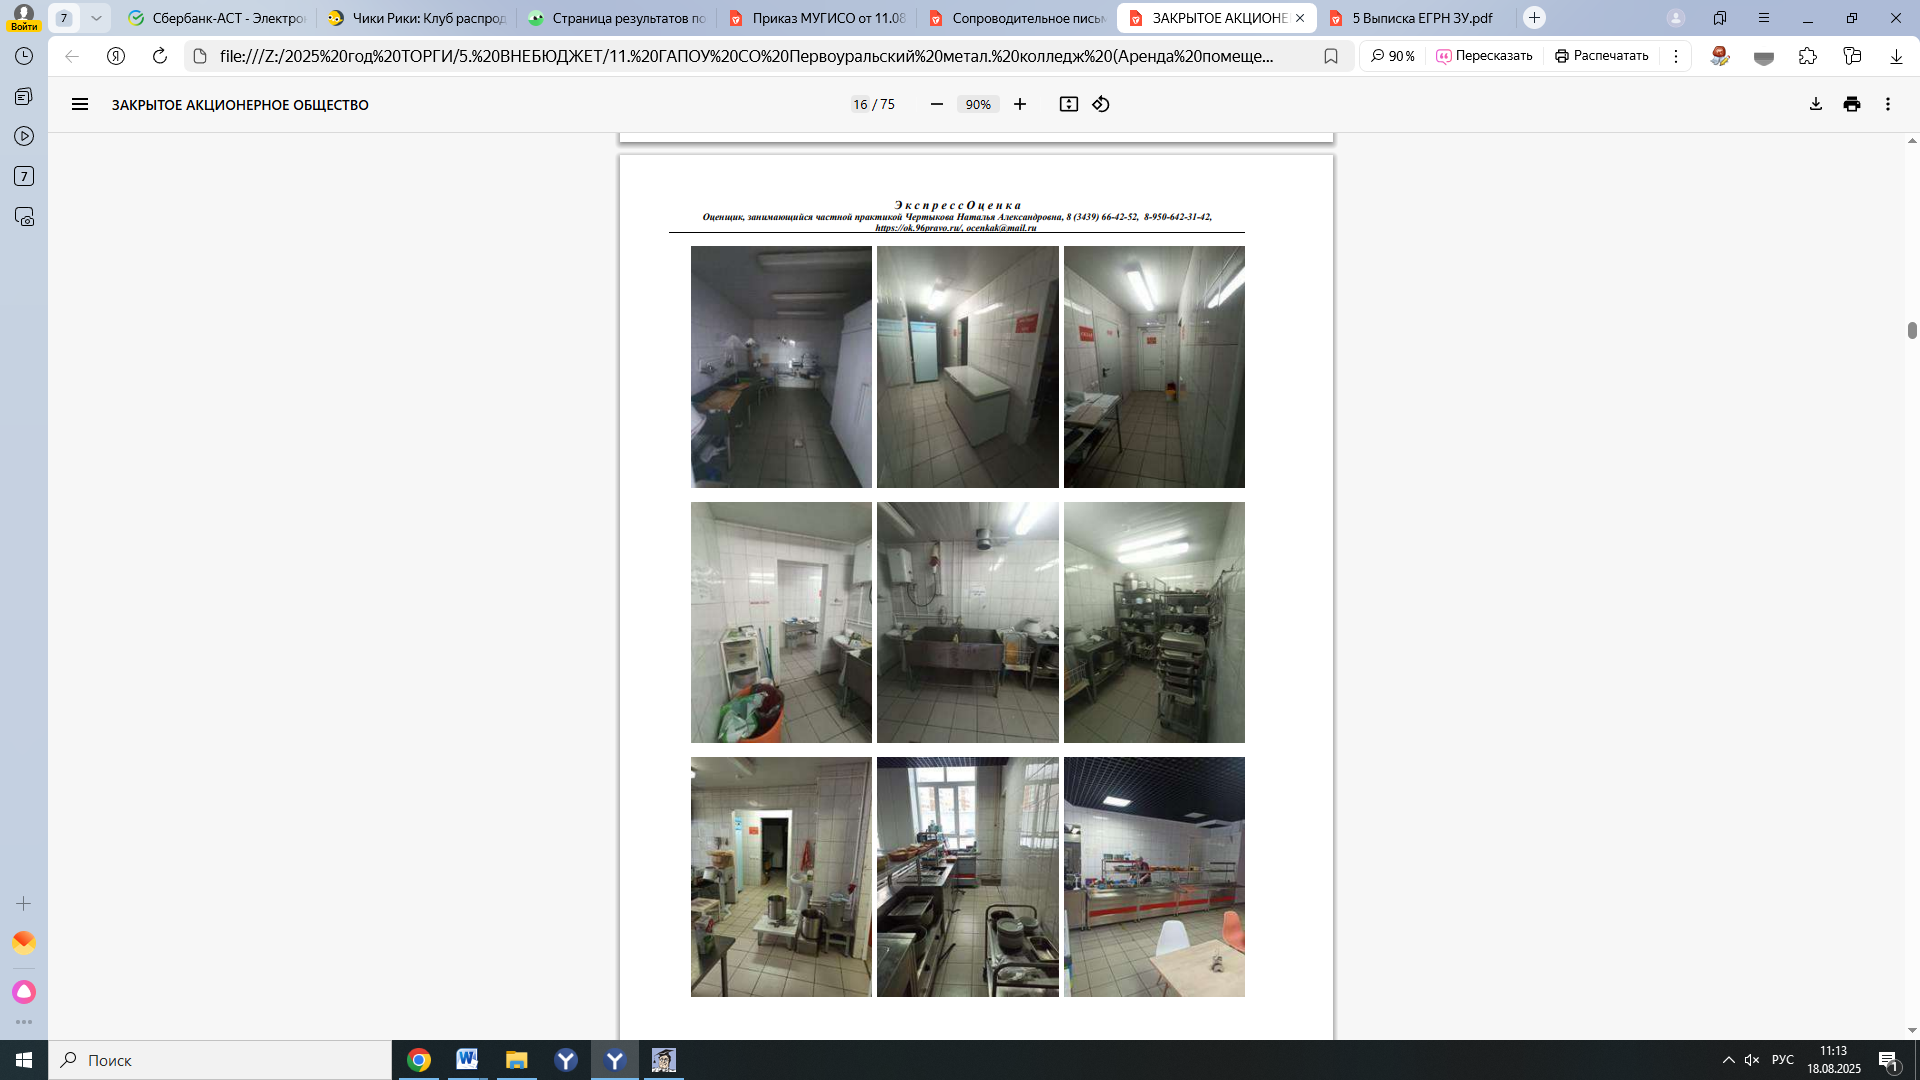 Войти
7
Сбербанк-АСТ - Электрон
Чики Рики: Клуб распрод
Страница результатов по
Приказ МУГИСО от 11.08
Сопроводительное письм
ЗАКРЫТОЕ АКЦИОНЕ
5 Выписка ЕГРН ЗУ.pdf
file:///Z:/2025%20год%20ТОРГИ/5.%20ВНЕБЮДЖЕТ/11.%20ГАПОУ%20СО%20Первоуральский%20метал.%20колледж%20(Аренда%20помеще...
90%
Пересказать
Распечатать
ЗАКРЫТОЕ АКЦИОНЕРНОЕ ОБЩЕСТВО
16 / 75
90%
7
Э к с п р е с с О ц е н к а
Оценщик, занимающийся частной практикой Чертыкова Наталья Александровна, 8 (3439) 66-42-52, 8-950-642-31-42,
https://ok.96pravo.ru/, ocenkak@mail.ru
Поиск
РУС
11:13
18.08.2025
1